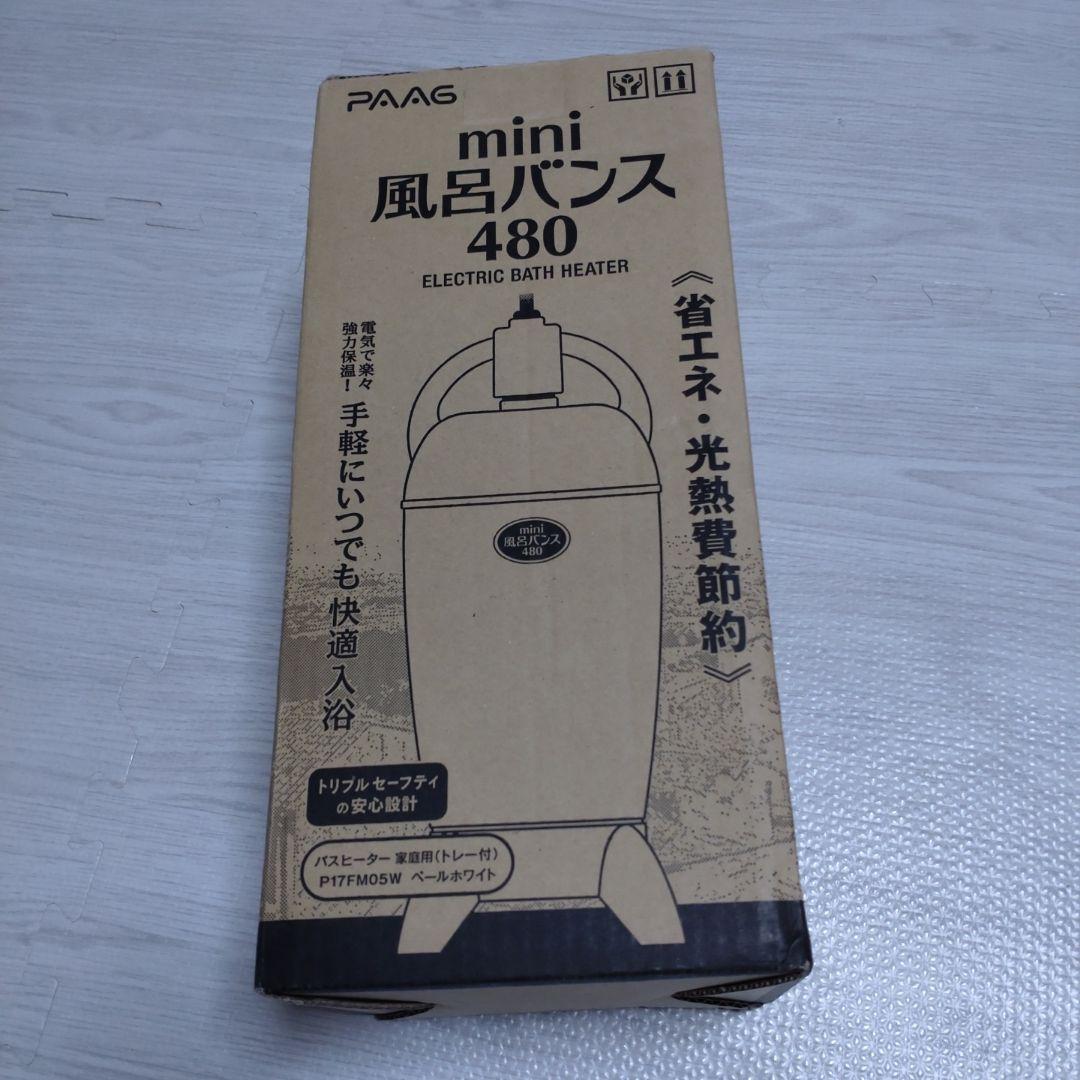 PAAG
mini
風呂バンス
480
ELECTRIC BATH HEATER
《省エネ・光熱費節約》
電気で楽々
強力保温!
手軽にいつでも快適入浴
mini
風呂バンス
480
トリプル セーフティ
の安心設計
バスヒーター 家庭用(トレー付)
P17FM05W ペールホワイト